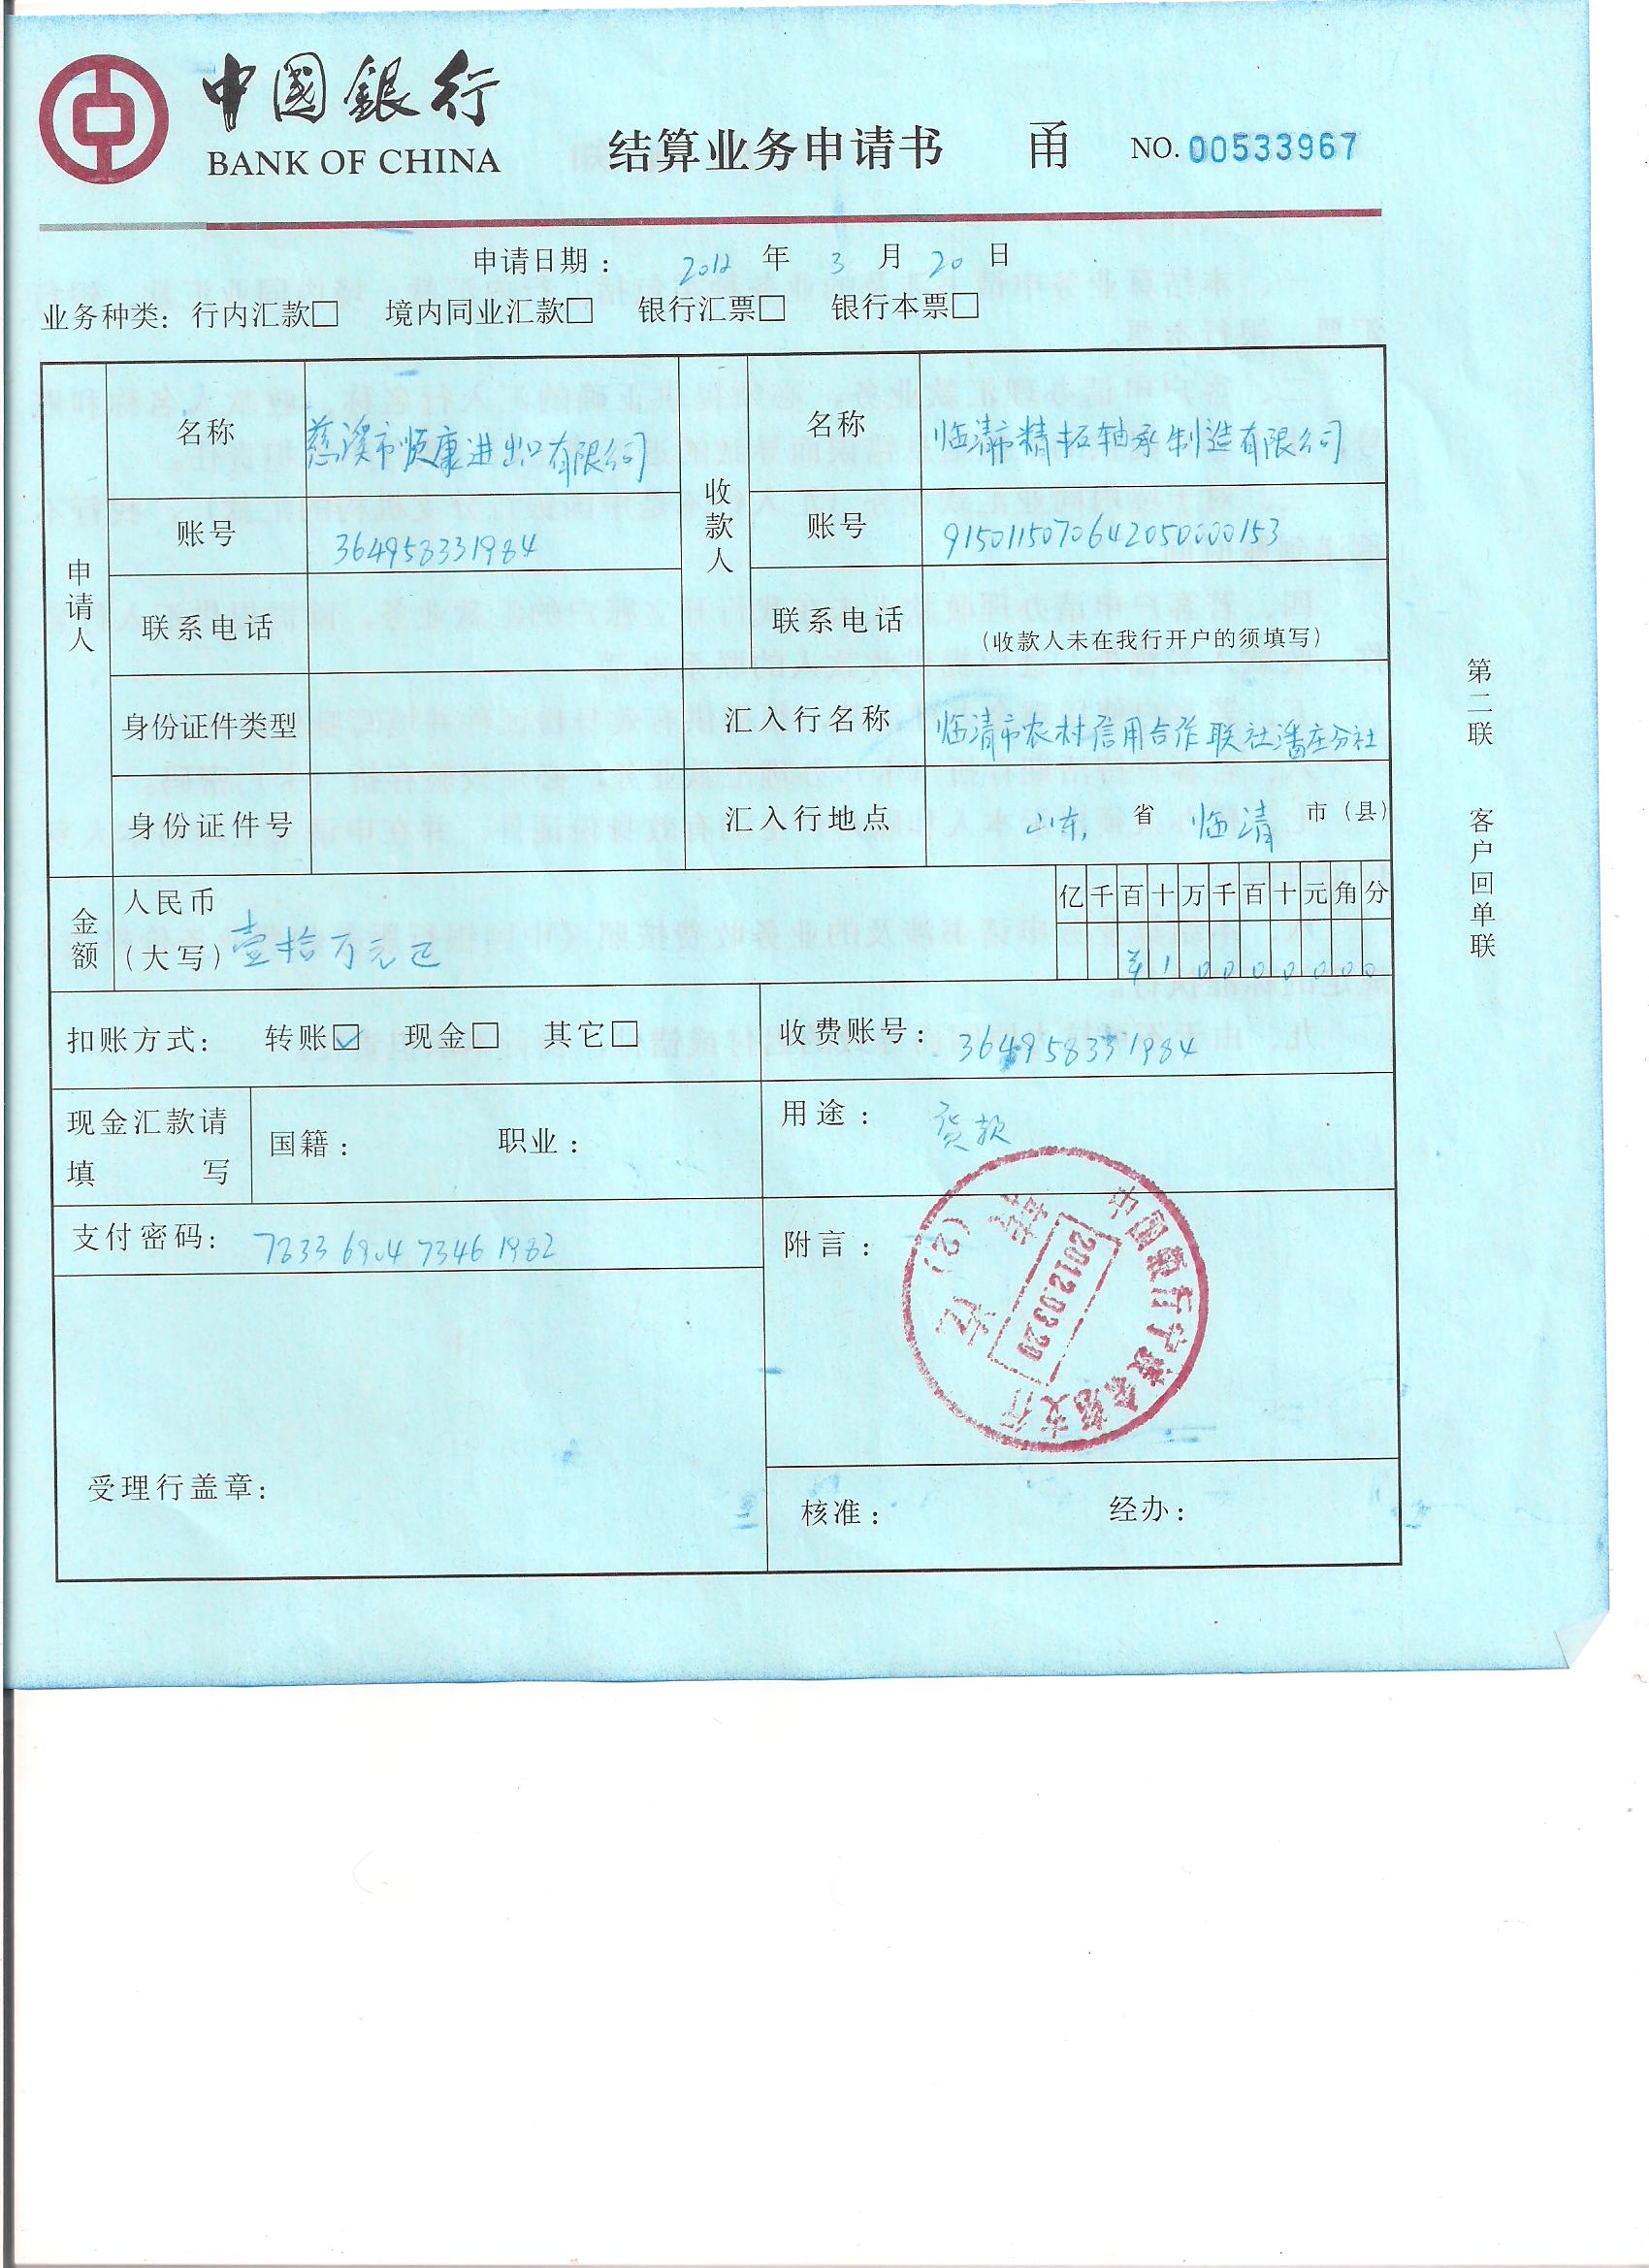 中國銀行
BANK OF CHINA
结算业务申请书 甬 NO. 00533967
申请日期： 2012 年 3 月 20 日
业务种类: 行内汇款□ 境内同业汇款□ 银行汇票□ 银行本票□
申请人
名称 慈溪市顺康进出口有限公司
账号 364958331984
联系电话
身份证件类型
身份证件号
收款人
名称 临清市精拓轴承制造有限公司
账号 9150115070642050000153
联系电话 (收款人未在我行开户的须填写)
汇入行名称 临清市农村信用合作联社潘庄分社
汇入行地点 山东 省 临清 市（县）
金额
人民币
(大写) 壹拾万元正
亿千百十万千百十元角分
¥10000000
扣账方式: 转账☑ 现金□ 其它□
收费账号: 364958331984
现金汇款请
填 写
国籍： 职业：
用途： 货款
支付密码: 7833 6904 7346 1982
附言：
中国银行宁波慈溪支行
2012.03.20
转讫
(2)
受理行盖章:
核准： 经办：
第二联 客户回单联